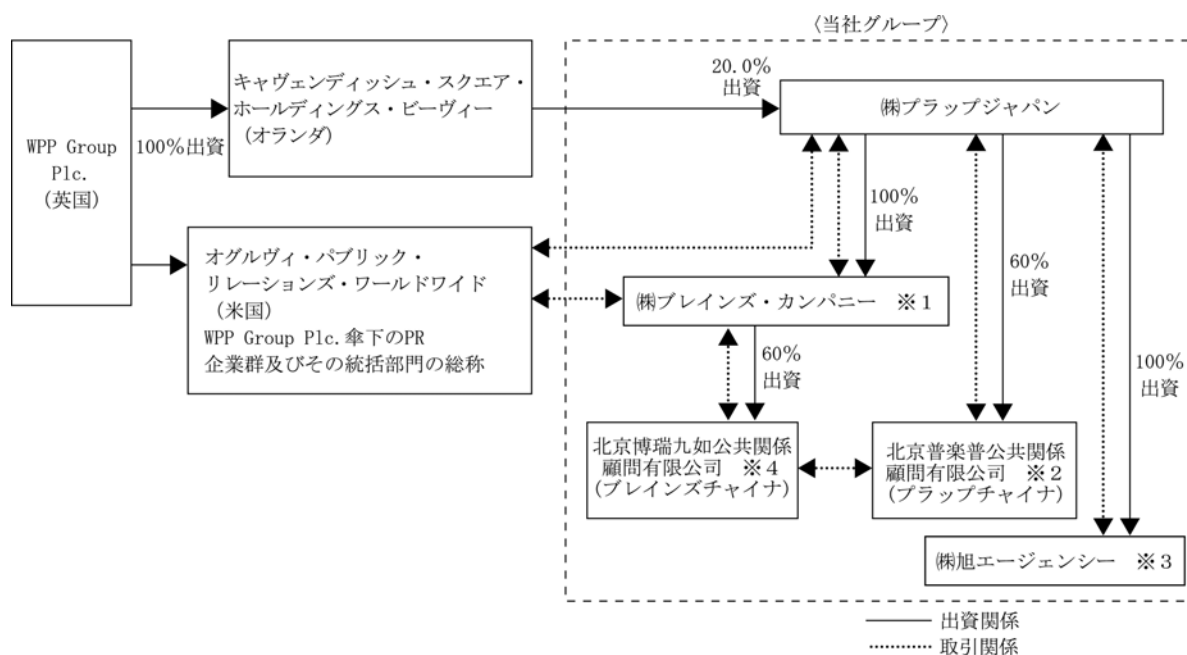 〈当社グループ〉
WPP Group
Plc.
(英国)
100％出資
キャヴェンディッシュ・スクエア・
ホールディングス・ビーヴィー
(オランダ)
20.0％
出資
㈱プラップジャパン
オグルヴィ・パブリック・
リレーションズ・ワールドワイド
(米国)
WPP Group Plc.傘下のPR
企業群及びその統括部門の総称
100％
出資
㈱ブレインズ・カンパニー　※１
60％
出資
60％
出資
100％
出資
北京博瑞九如公共関係
顧問有限公司　※４
(ブレインズチャイナ)
北京普楽普公共関係
顧問有限公司　※２
(プラップチャイナ)
㈱旭エージェンシー　※３
出資関係
取引関係